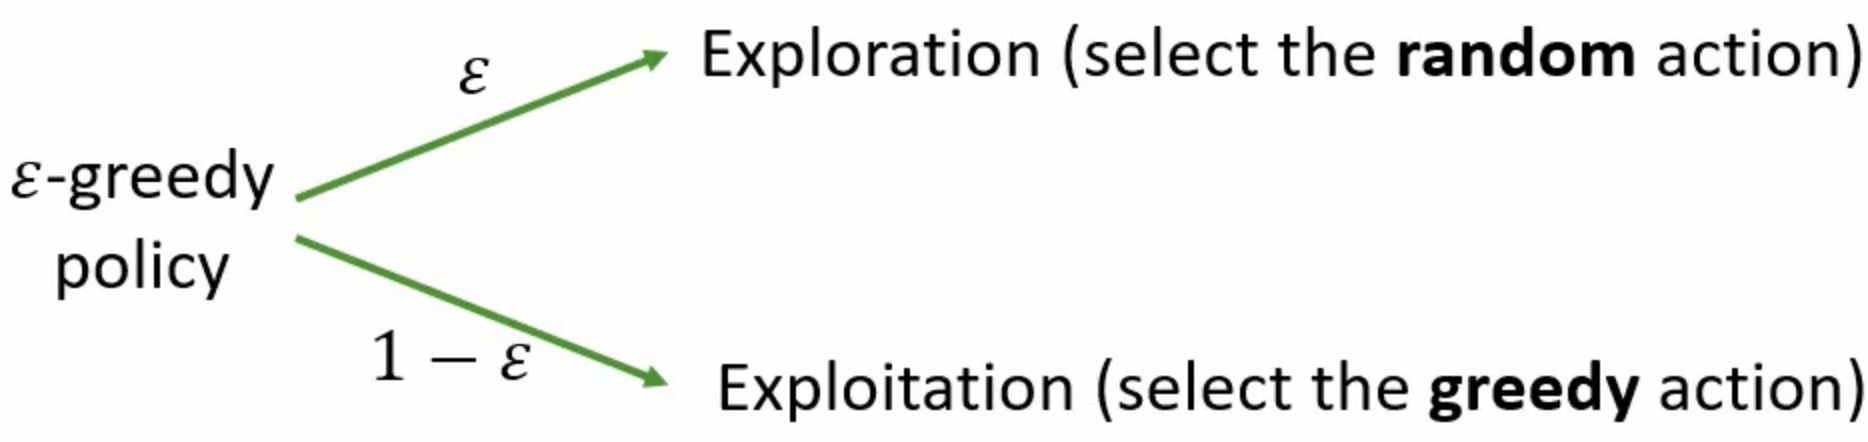 ε
Exploration (select the random action)
ε-greedy
policy
1 − ε
Exploitation (select the greedy action)